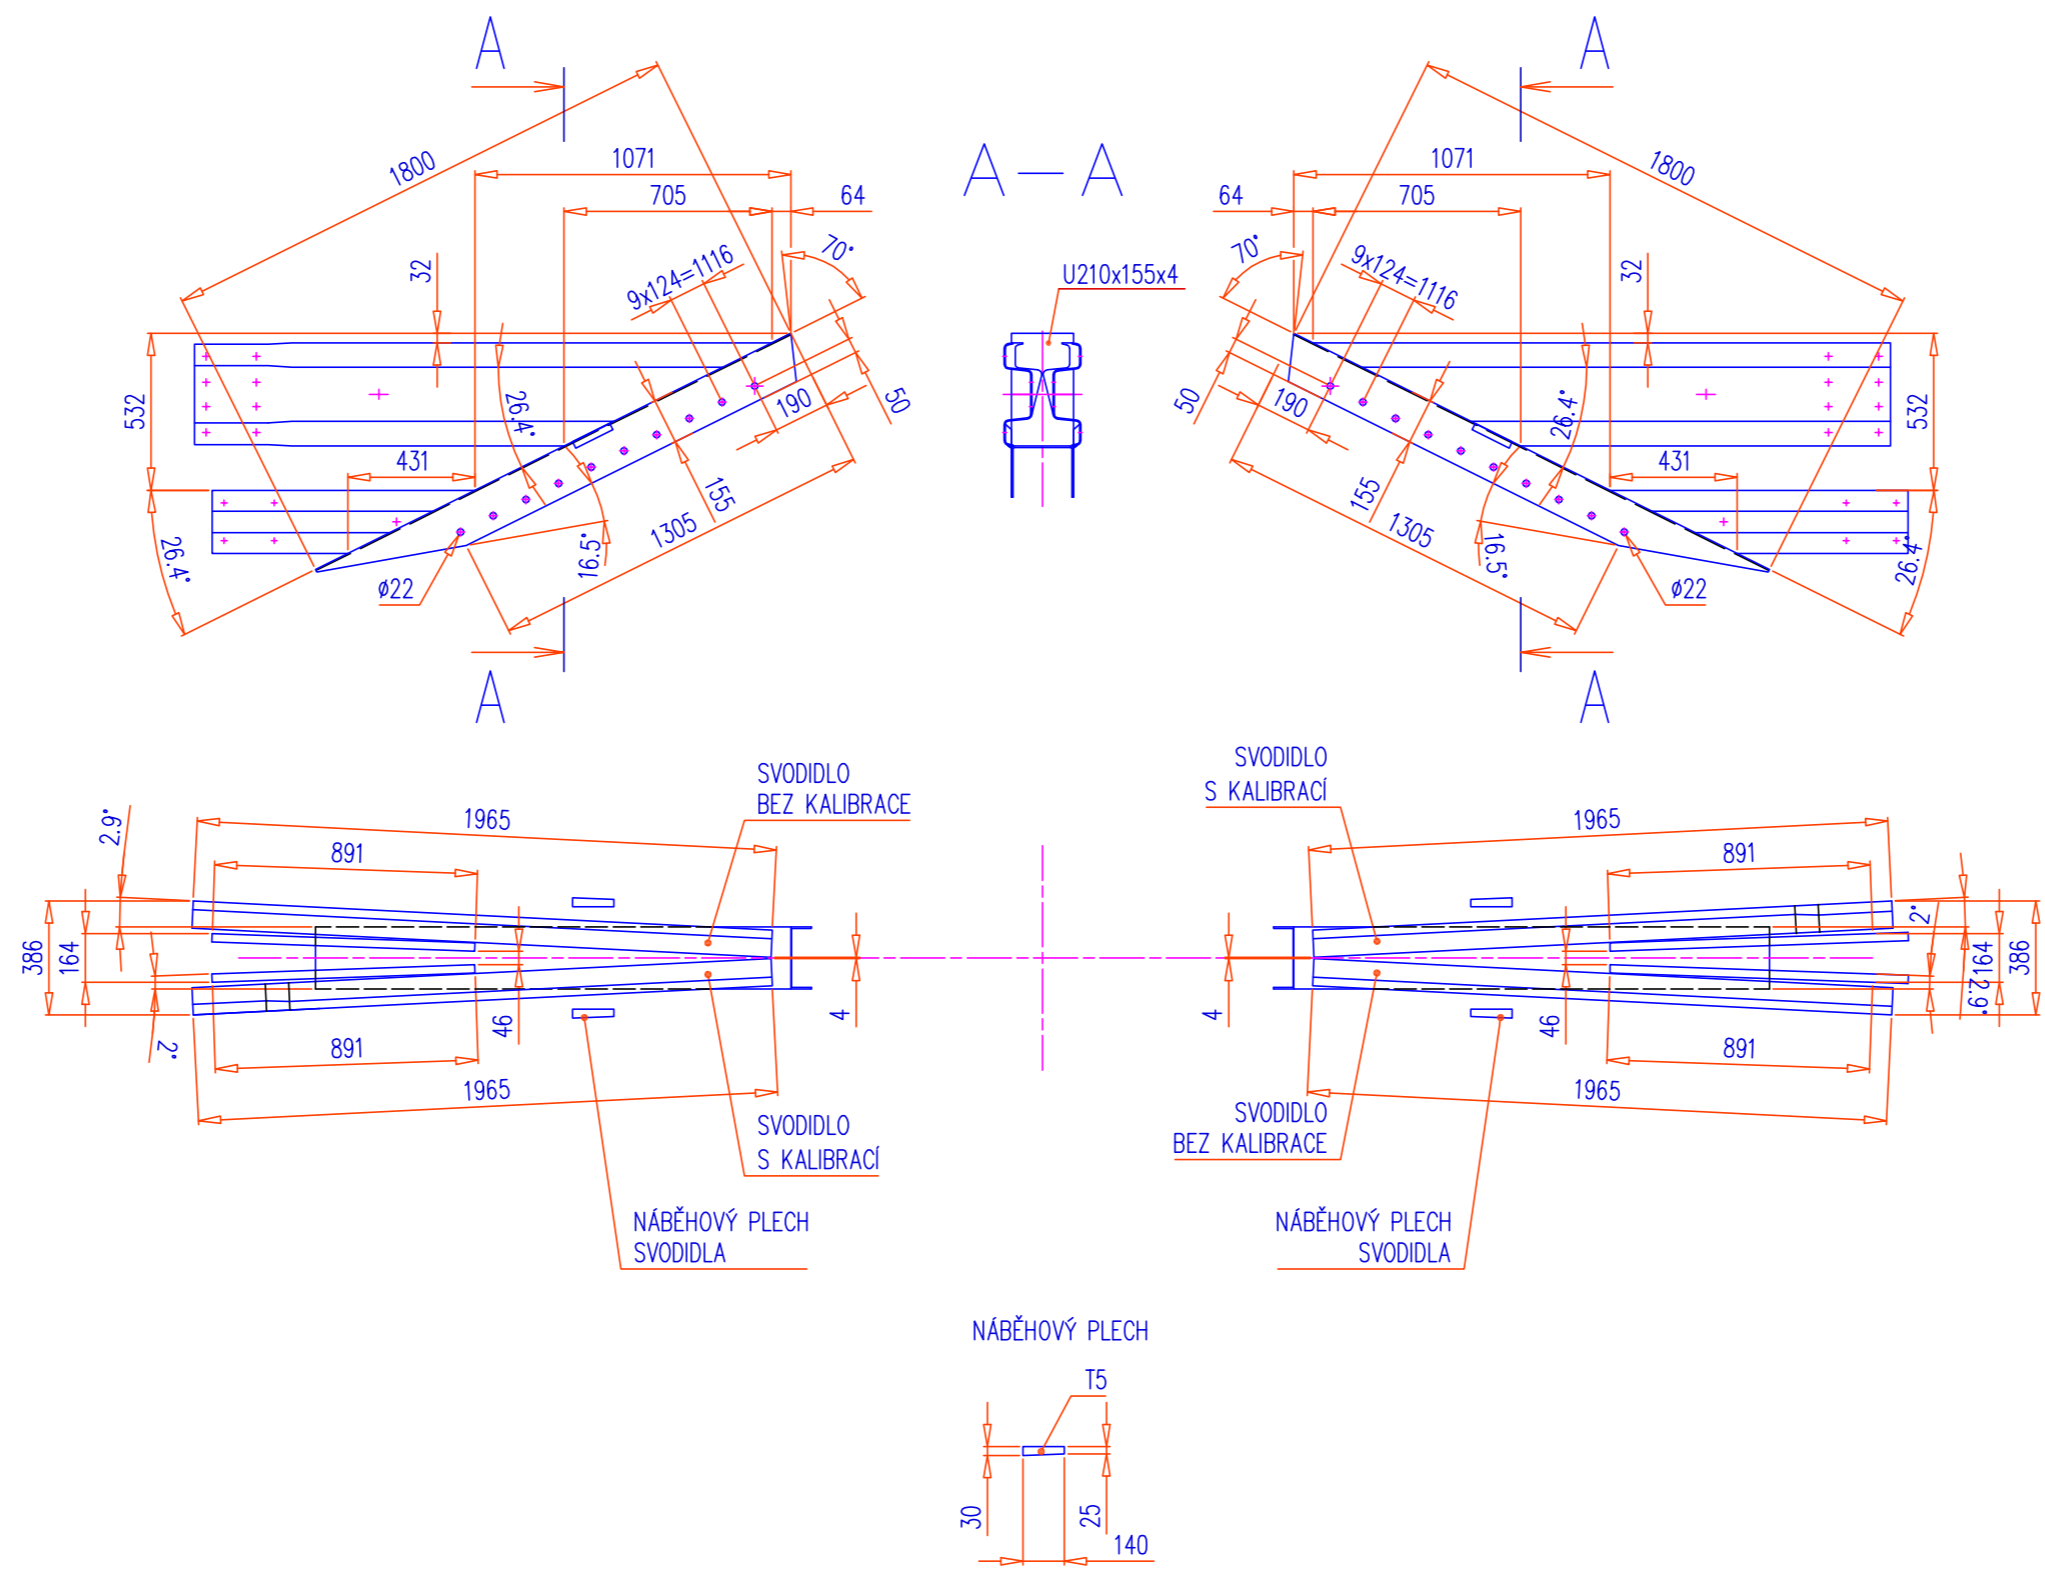 A
A
1800
1071
705
64
70°
32
9x124=1116
50
190
532
26.4°
431
155
1305
16.5°
26.4°
ø22
A
A—A
U210x155x4
1071
1800
64
705
70°
9x124=1116
32
50
190
26.4°
532
431
155
1305
16.5°
26.4°
ø22
A
SVODIDLO
BEZ KALIBRACE
SVODIDLO
S KALIBRACÍ
2.9°
1965
891
386
164
46
4
2°
891
1965
SVODIDLO
S KALIBRACÍ
NÁBĚHOVÝ PLECH
SVODIDLA
1965
891
2°
164
386
2.9°
4
46
891
1965
SVODIDLO
BEZ KALIBRACE
NÁBĚHOVÝ PLECH
SVODIDLA
NÁBĚHOVÝ PLECH
T5
30
25
140